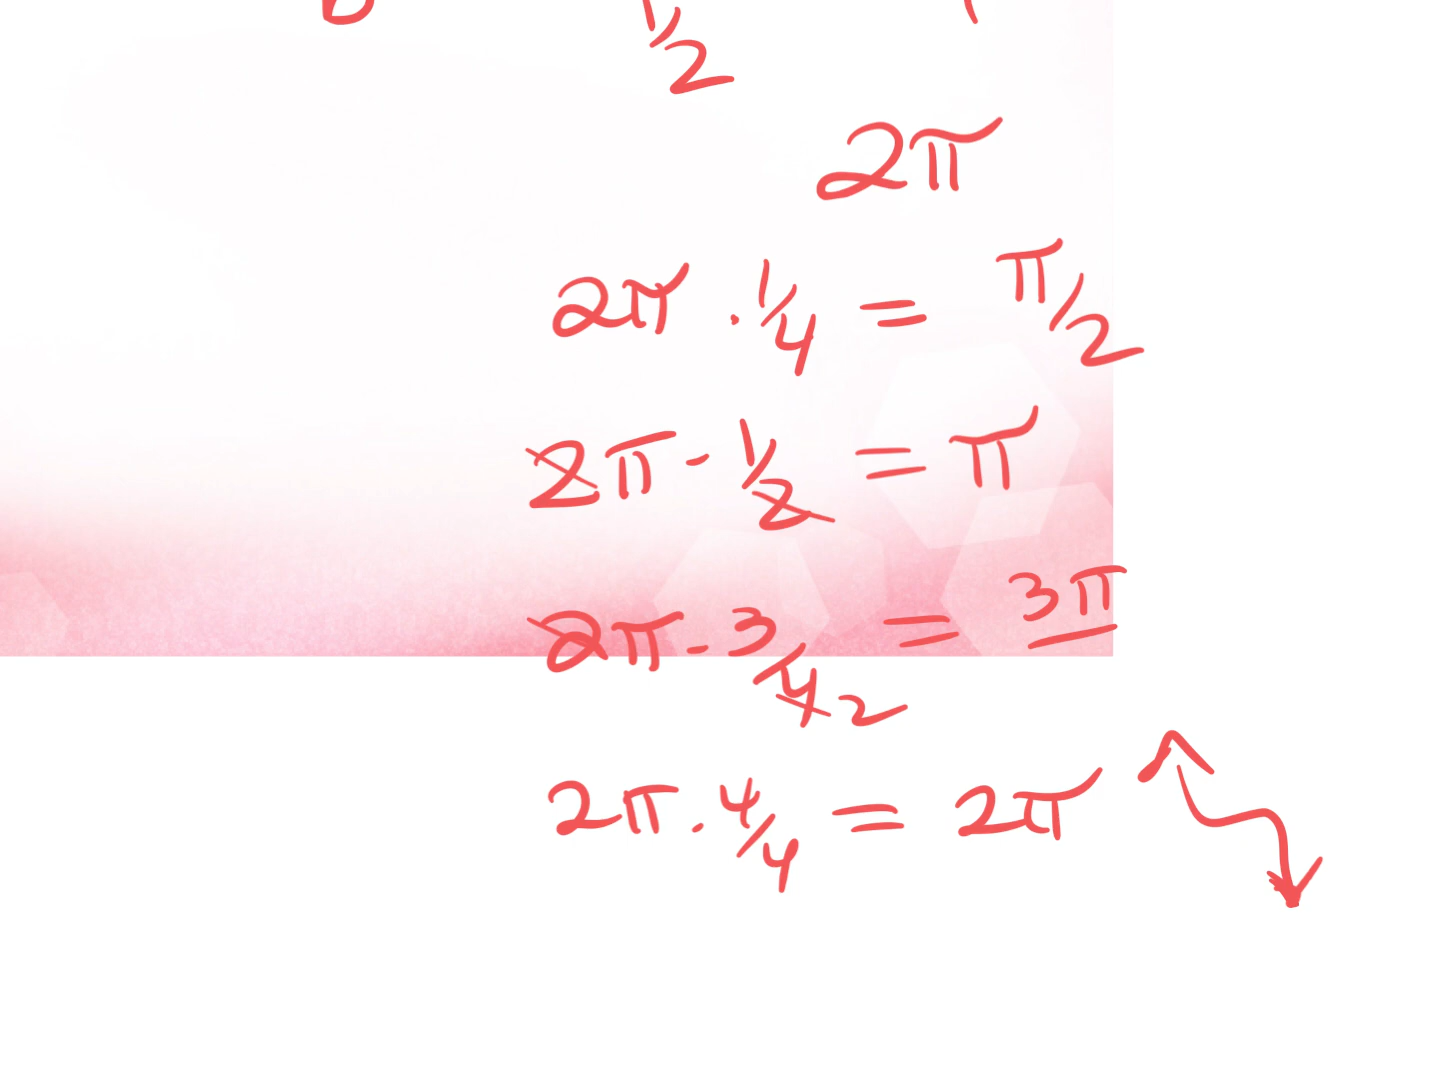 1/2
2π
2π · 1/4 = π/2
2π · 1/2 = π
2π · 3/4 2 = 3π
2π · 4/4 = 2π